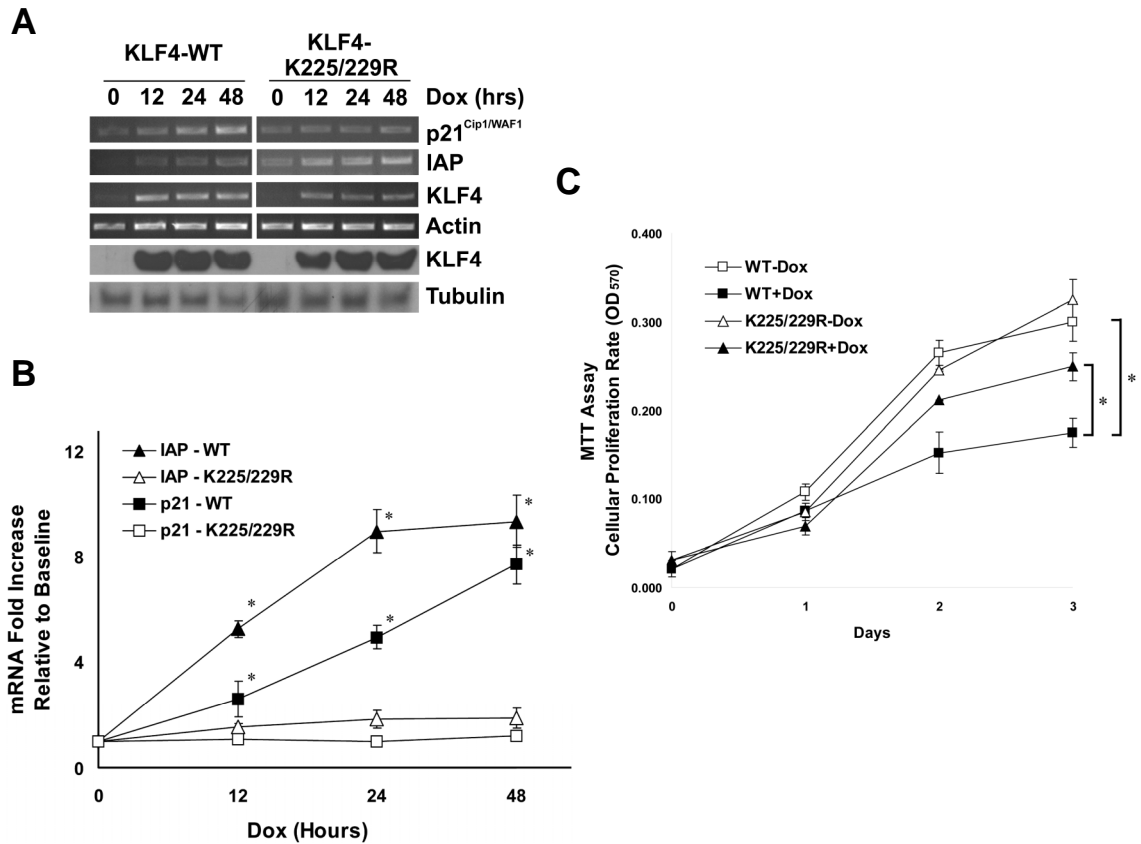 A
KLF4-WT
KLF4-
K225/229R
0 12 24 48 0 12 24 48 Dox (hrs)
p21Cip1/WAF1
IAP
KLF4
Actin
KLF4
Tubulin
B
IAP - WT
IAP - K225/229R
p21 - WT
p21 - K225/229R
12
8
4
0
mRNA Fold Increase
Relative to Baseline
*
*
*
*
*
*
0 12 24 48
Dox (Hours)
C
0.400
0.300
0.200
0.100
0.000
MTT Assay
Cellular Proliferation Rate (OD570)
WT-Dox
WT+Dox
K225/229R-Dox
K225/229R+Dox
*
*
0 1 2 3
Days